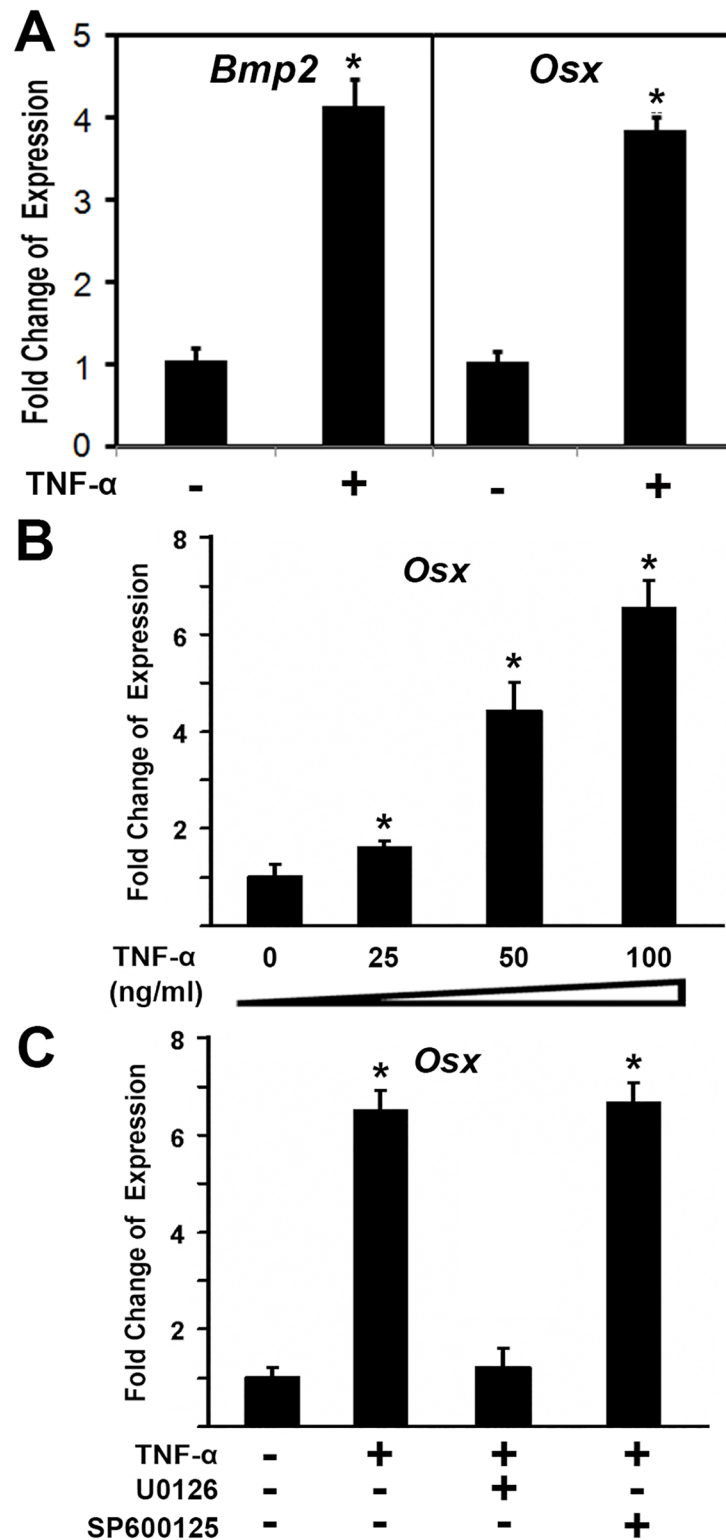 A
Fold Change of Expression
5
4
3
2
1
0
Bmp2 * Osx *
TNF-α - + - +
B
Fold Change of Expression
8
6
4
2
Osx
* * *
TNF-α 0 25 50 100
(ng/ml)
C
Fold Change of Expression
8
6
4
2
Osx
* *
TNF-α - + + +
U0126 - - + -
SP600125 - - - +